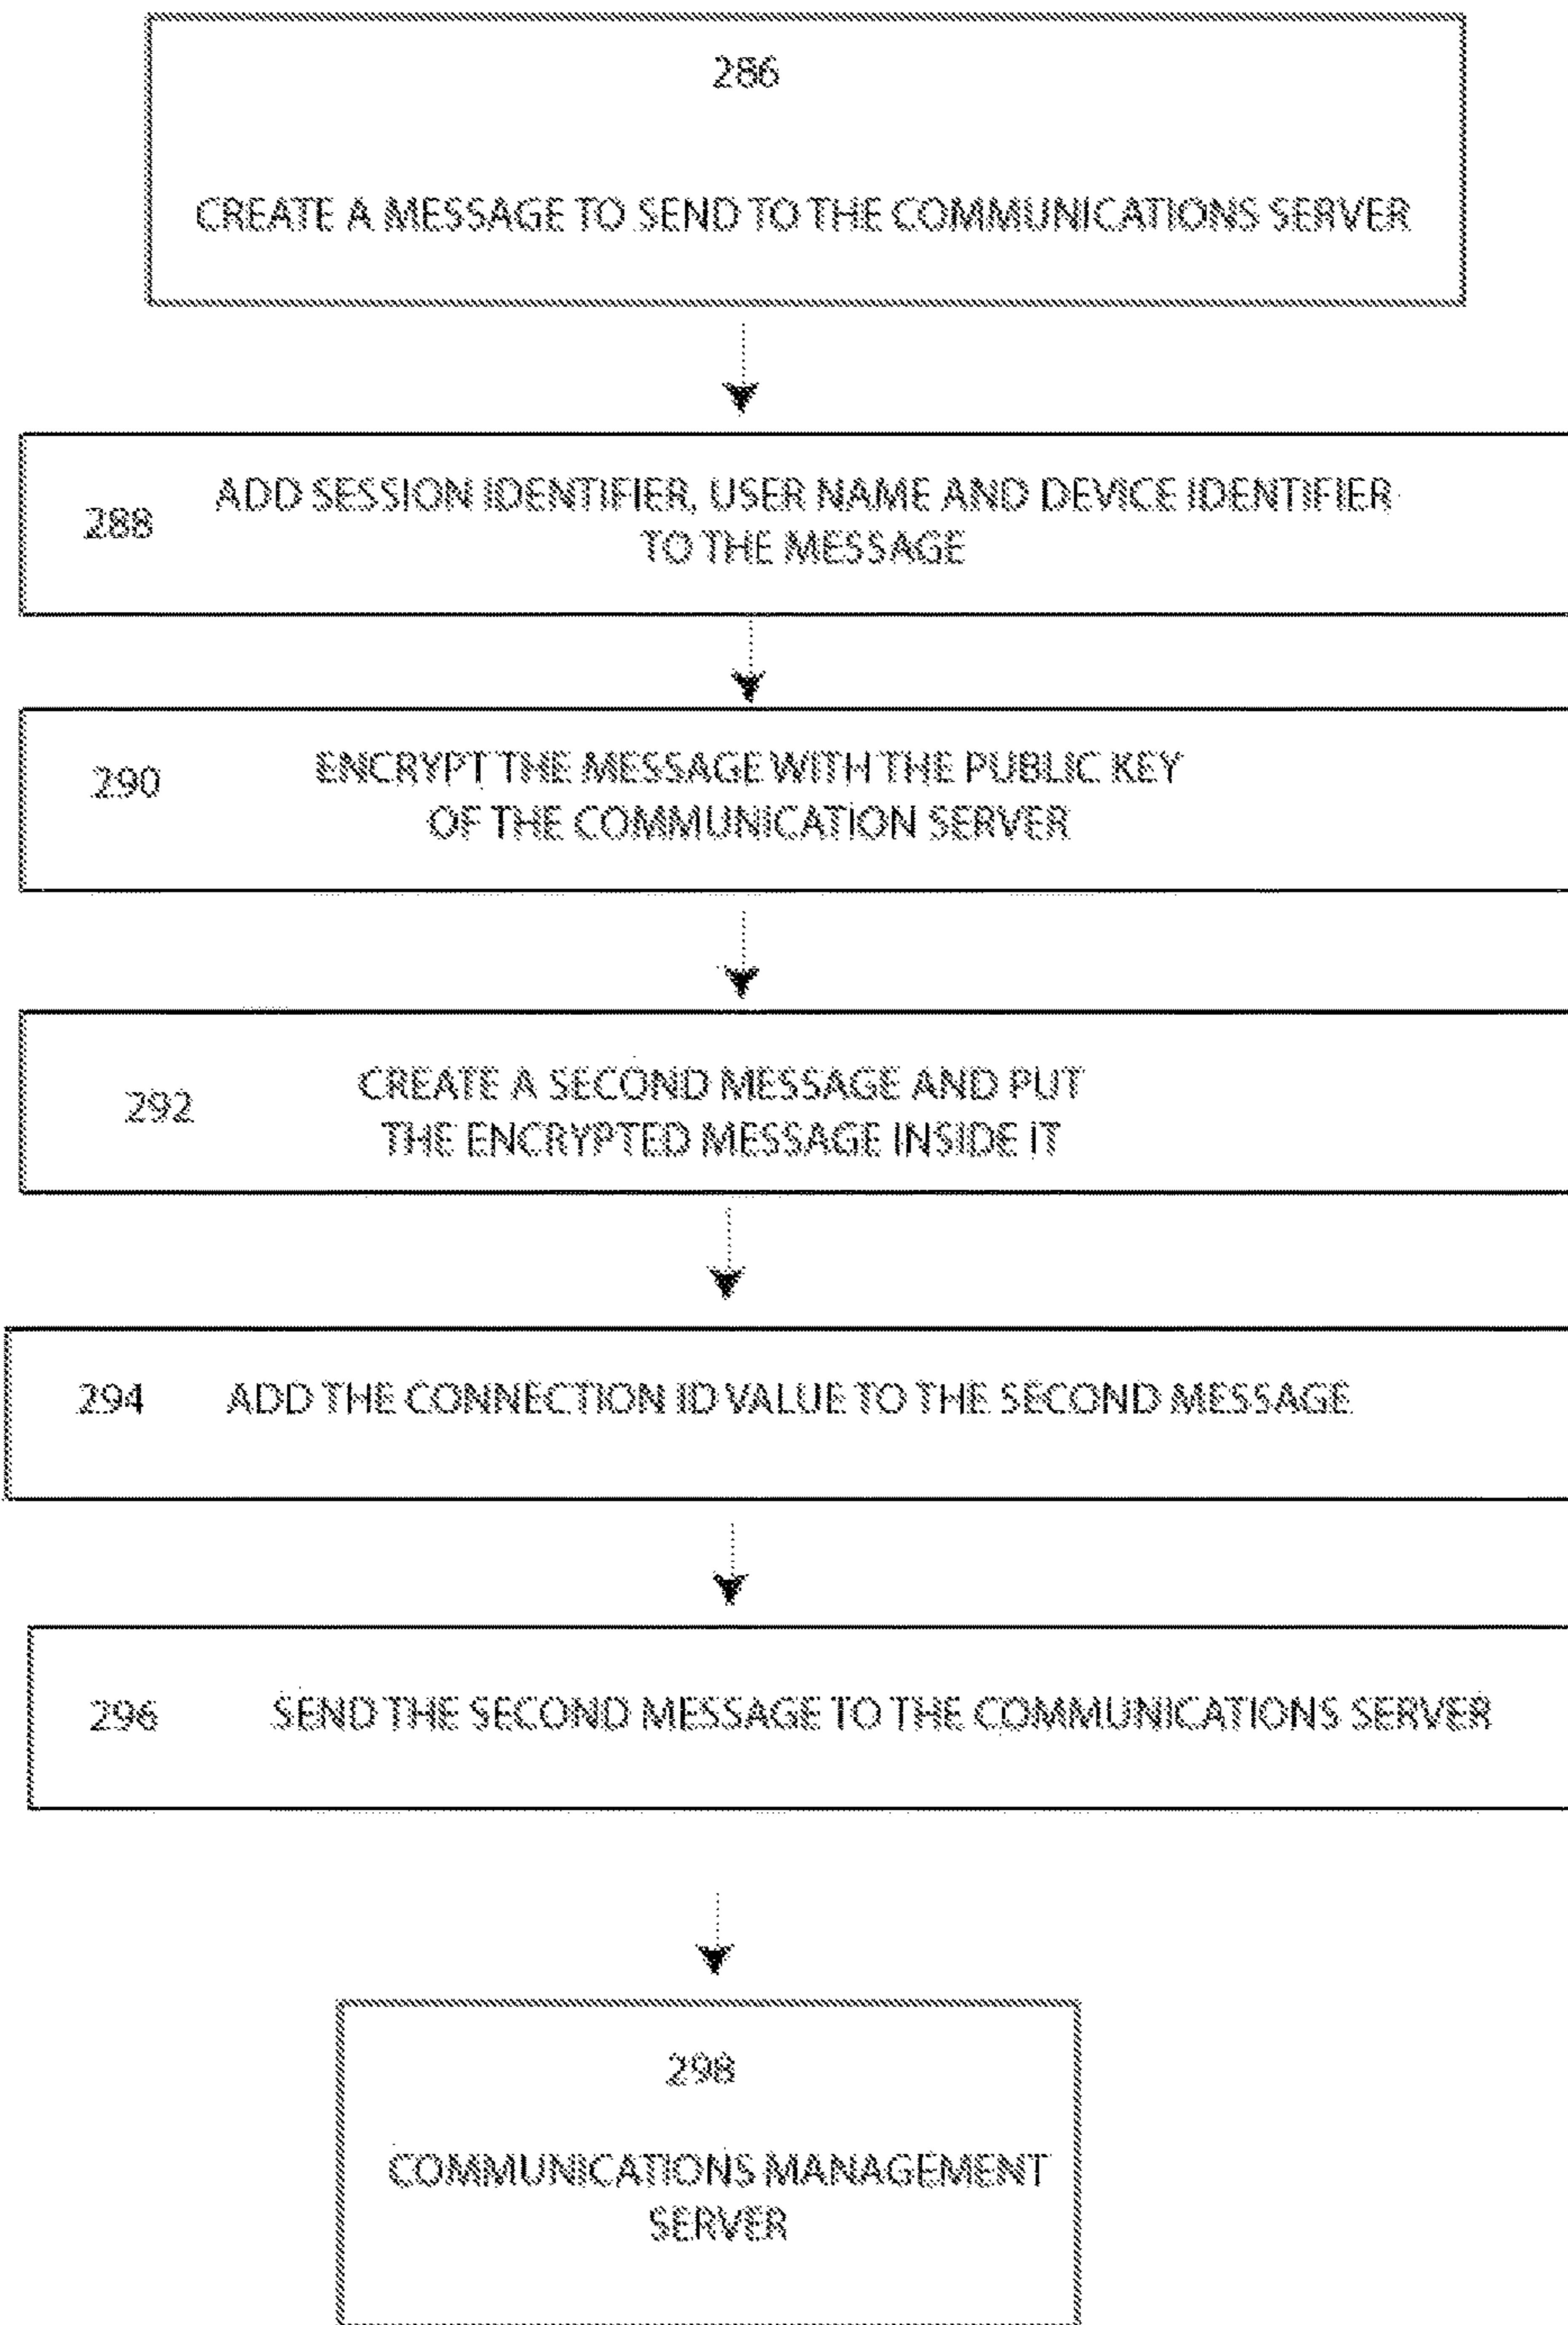 286
CREATE A MESSAGE TO SEND TO THE COMMUNICATIONS SERVER
288
ADD SESSION IDENTIFIER, USER NAME AND DEVICE IDENTIFIER
TO THE MESSAGE
290
ENCRYPT THE MESSAGE WITH THE PUBLIC KEY
OF THE COMMUNICATION SERVER
292
CREATE A SECOND MESSAGE AND PUT
THE ENCRYPTED MESSAGE INSIDE IT
294
ADD THE CONNECTION ID VALUE TO THE SECOND MESSAGE
296
SEND THE SECOND MESSAGE TO THE COMMUNICATIONS SERVER
298
COMMUNICATIONS MANAGEMENT
SERVER